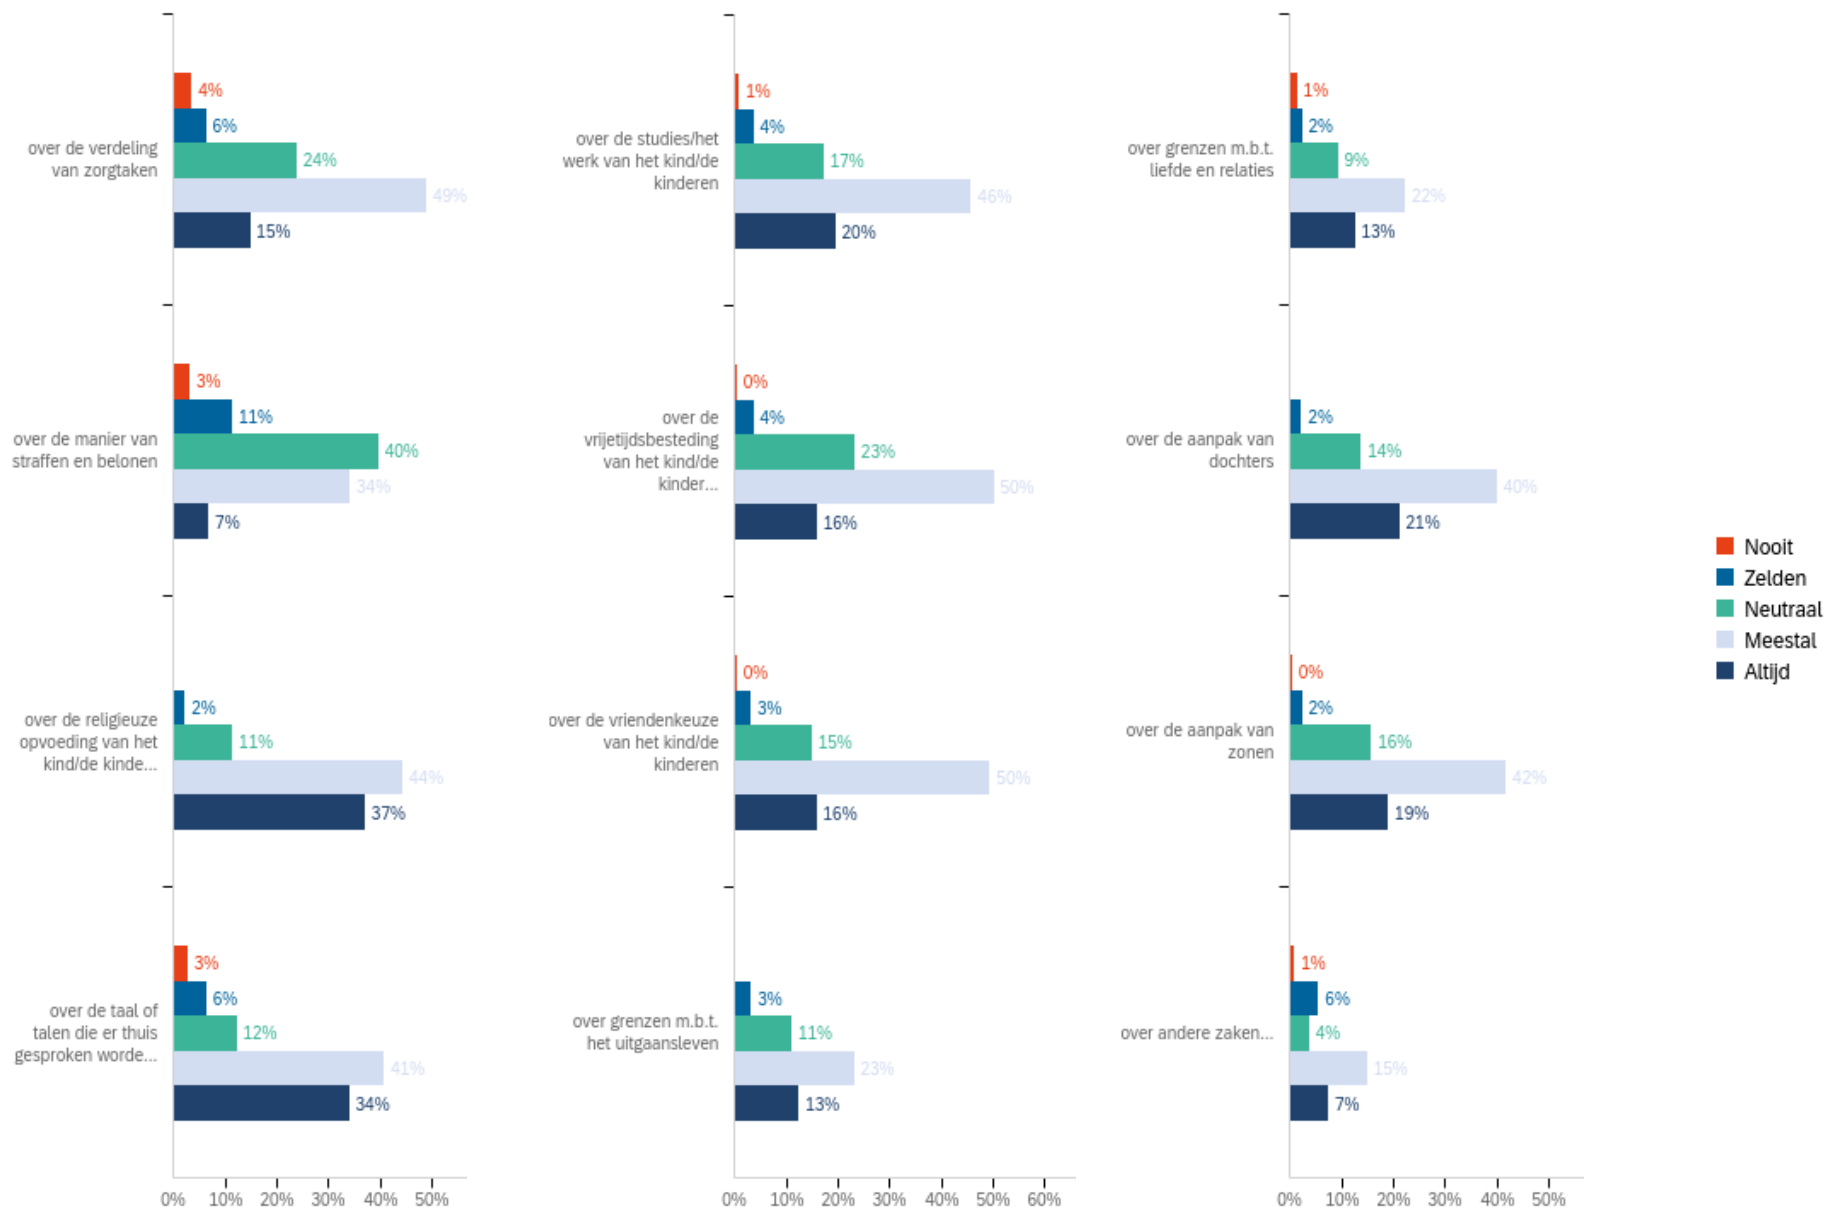 4%
6%
over de verdeling
van zorgtaken
24%
49%
15%
3%
11%
over de manier van
straffen en belonen
40%
34%
7%
2%
over de religieuze
opvoeding van het
kind/de kinde...
11%
44%
37%
3%
6%
over de taal of
talen die er thuis
gesproken worde...
12%
41%
34%
0%
10%
20%
30%
40%
50%
1%
4%
over de studies/het
werk van het kind/de
kinderen
17%
46%
20%
0%
4%
over de
vrijetijdsbesteding
van het kind/de
kinder...
23%
50%
16%
0%
3%
over de vriendenkeuze
van het kind/de
kinderen
15%
50%
16%
3%
over grenzen m.b.t.
het uitgaansleven
11%
23%
13%
0%
10%
20%
30%
40%
50%
60%
1%
2%
over grenzen m.b.t.
liefde en relaties
9%
22%
13%
2%
over de aanpak van
dochters
14%
40%
21%
0%
2%
over de aanpak van
zonen
16%
42%
19%
1%
6%
over andere zaken...
4%
15%
7%
0%
10%
20%
30%
40%
50%
Nooit
Zelden
Neutraal
Meestal
Altijd